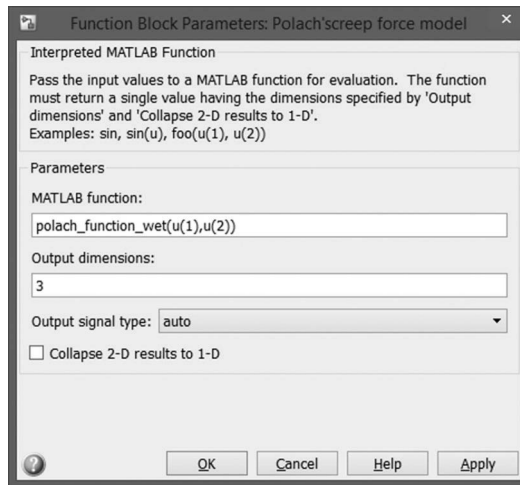 Function Block Parameters: Polach'screep force model
Interpreted MATLAB Function
Pass the input values to a MATLAB function for evaluation. The function
must return a single value having the dimensions specified by 'Output
dimensions' and 'Collapse 2-D results to 1-D'.
Examples: sin, sin(u), foo(u(1), u(2))
Parameters
MATLAB function:
polach_function_wet(u(1),u(2))
Output dimensions:
3
Output signal type: auto
Collapse 2-D results to 1-D
OK Cancel Help Apply